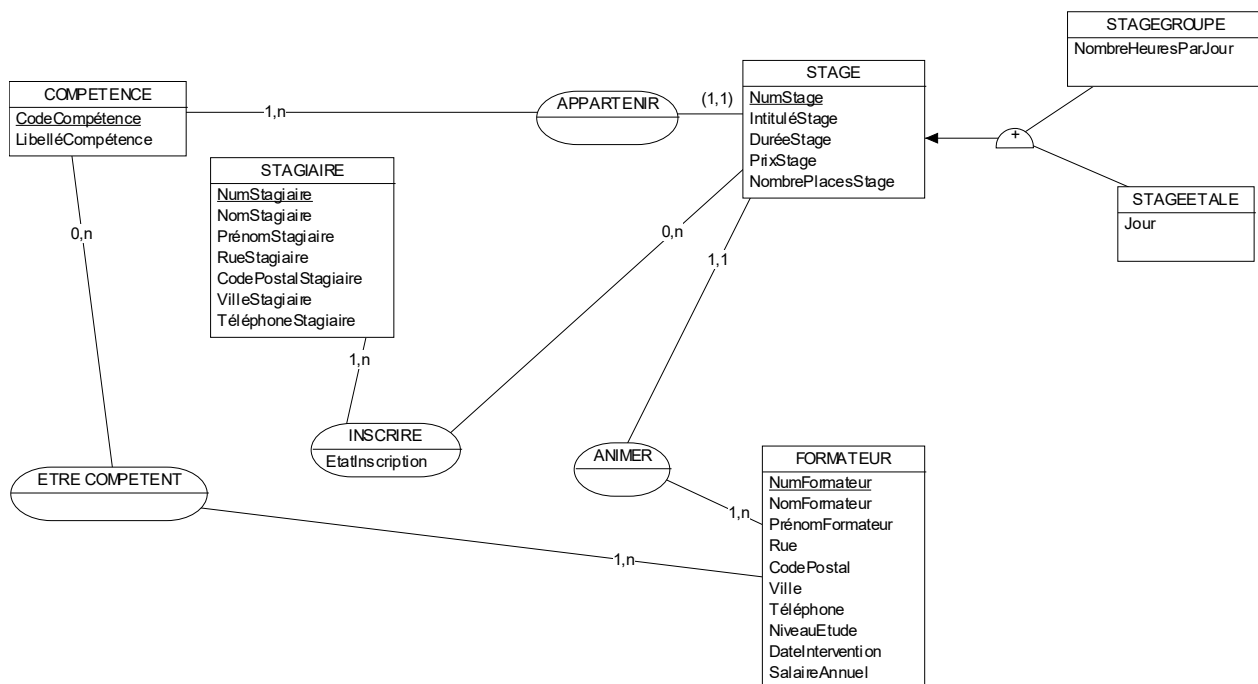 STAGEGROUPE
NombreHeuresParJour
COMPETENCE
CodeCompétence
LibelléCompétence
1,n
APPARTENIR
(1,1)
STAGE
NumStage
IntituléStage
DuréeStage
PrixStage
NombrePlacesStage
+
STAGEETALE
Jour
STAGIAIRE
NumStagiaire
NomStagiaire
PrénomStagiaire
RueStagiaire
CodePostalStagiaire
VilleStagiaire
TéléphoneStagiaire
0,n
0,n
1,1
1,n
INSCRIRE
EtatInscription
ANIMER
ETRE COMPETENT
1,n
1,n
FORMATEUR
NumFormateur
NomFormateur
PrénomFormateur
Rue
CodePostal
Ville
Téléphone
NiveauEtude
DateIntervention
SalaireAnnuel